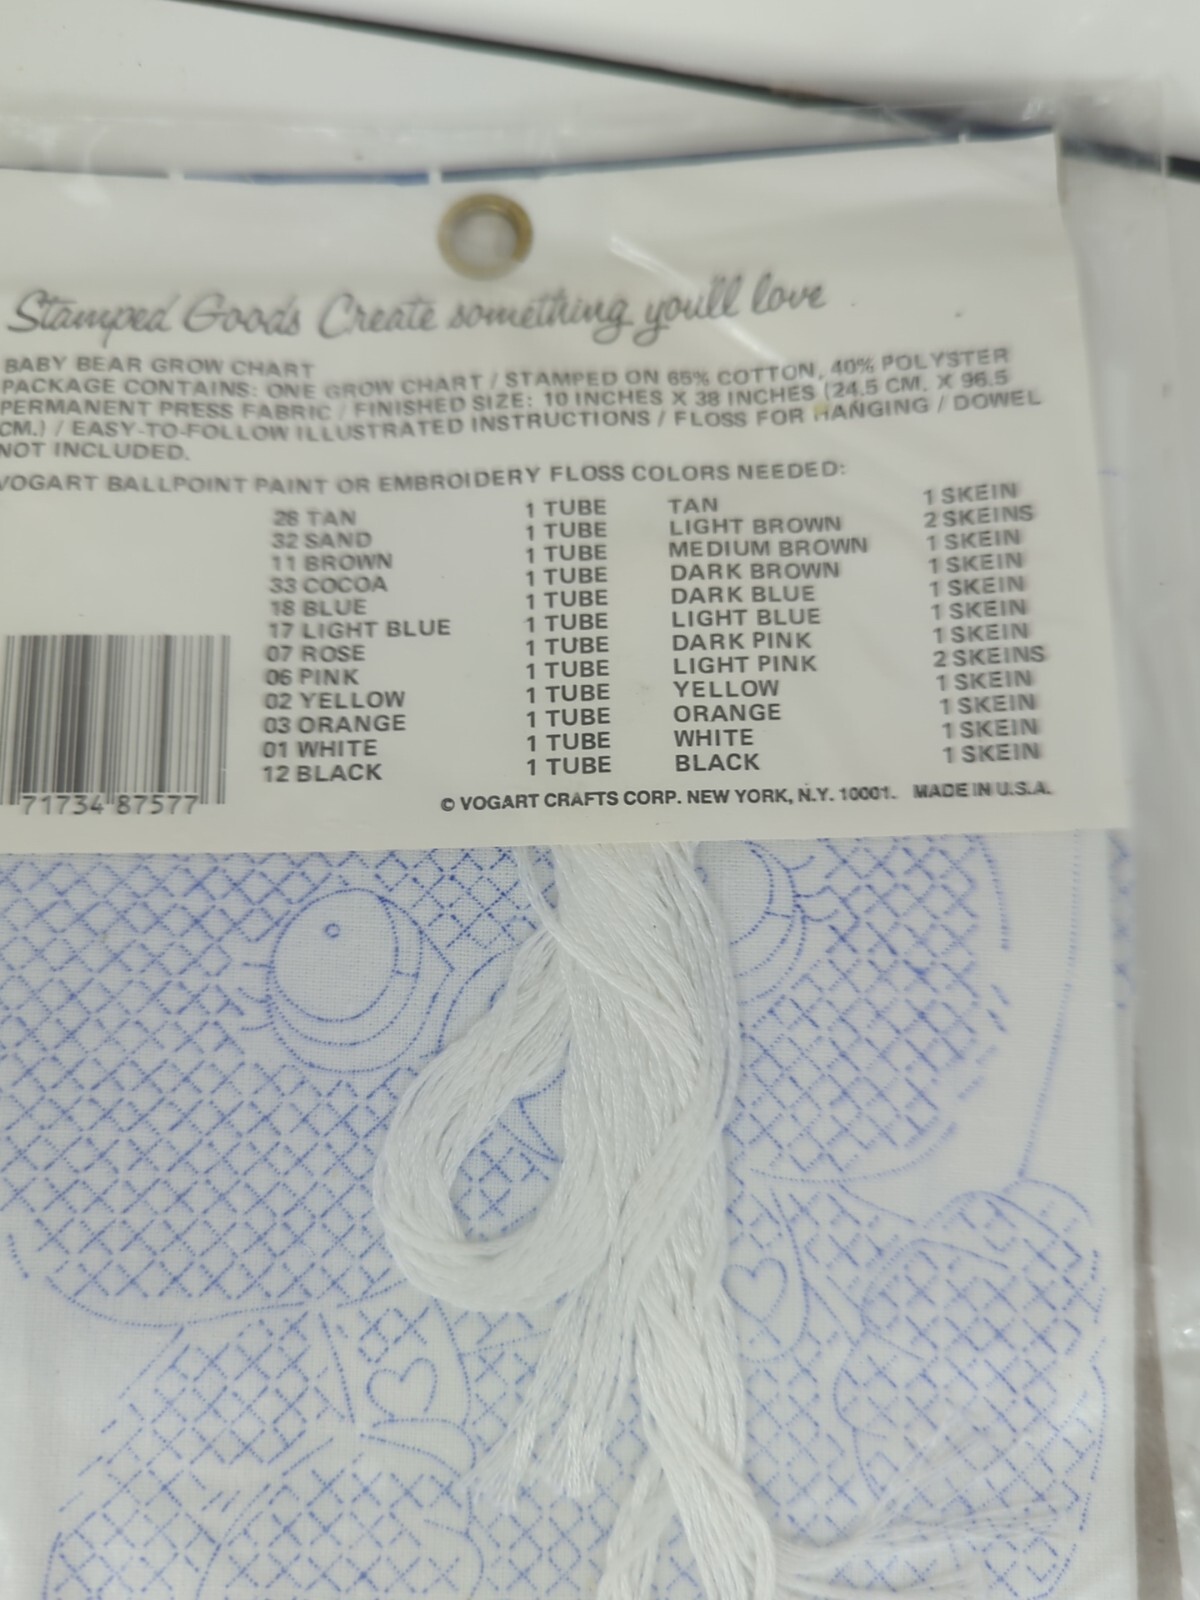 Stamped Goods Create something you'll love
BABY BEAR GROW CHART
PACKAGE CONTAINS: ONE GROW CHART / STAMPED ON 65% COTTON, 40% POLYSTER
PERMANENT PRESS FABRIC / FINISHED SIZE: 10 INCHES X 38 INCHES (24.5 CM. X 96.5
CM.) / EASY-TO-FOLLOW ILLUSTRATED INSTRUCTIONS / FLOSS FOR HANGING / DOWEL
NOT INCLUDED.
VOGART BALLPOINT PAINT OR EMBROIDERY FLOSS COLORS NEEDED:
28 TAN 1 TUBE TAN 1 SKEIN
32 SAND 1 TUBE LIGHT BROWN 2 SKEINS
11 BROWN 1 TUBE MEDIUM BROWN 1 SKEIN
33 COCOA 1 TUBE DARK BROWN 1 SKEIN
18 BLUE 1 TUBE DARK BLUE 1 SKEIN
17 LIGHT BLUE 1 TUBE LIGHT BLUE 1 SKEIN
07 ROSE 1 TUBE DARK PINK 1 SKEIN
06 PINK 1 TUBE LIGHT PINK 2 SKEINS
02 YELLOW 1 TUBE YELLOW 1 SKEIN
03 ORANGE 1 TUBE ORANGE 1 SKEIN
01 WHITE 1 TUBE WHITE 1 SKEIN
12 BLACK 1 TUBE BLACK 1 SKEIN
71734 87577
© VOGART CRAFTS CORP. NEW YORK, N.Y. 10001. MADE IN U.S.A.